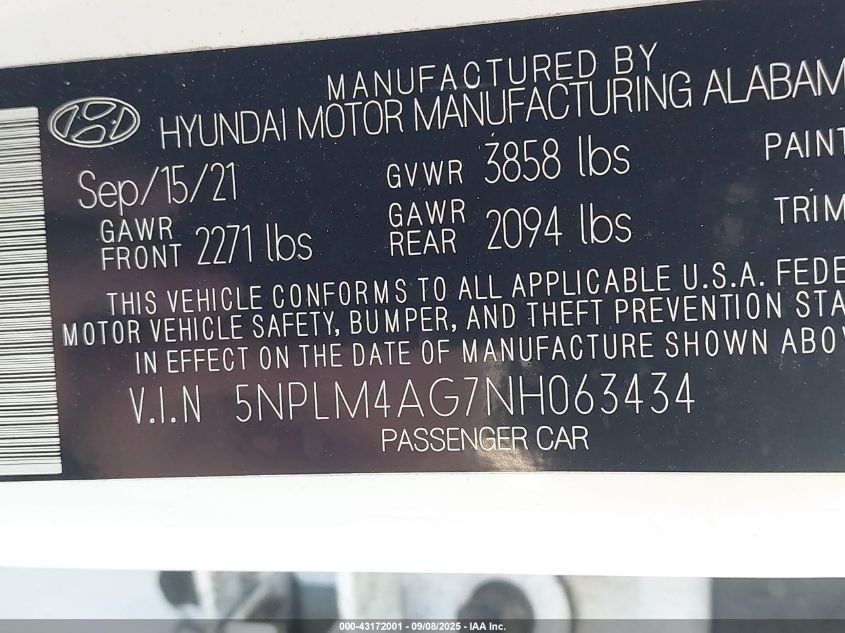 MANUFACTURED BY
HYUNDAI MOTOR MANUFACTURING ALABAM
Sep/15/21 GVWR 3858 lbs PAINT
GAWR FRONT 2271 lbs GAWR REAR 2094 lbs TRIM
THIS VEHICLE CONFORMS TO ALL APPLICABLE U.S.A. FEDE
MOTOR VEHICLE SAFETY, BUMPER, AND THEFT PREVENTION STA
IN EFFECT ON THE DATE OF MANUFACTURE SHOWN ABOV
V.I.N 5NPLM4AG7NH063434
PASSENGER CAR
000-43172001 - 09/08/2025 - IAA Inc.